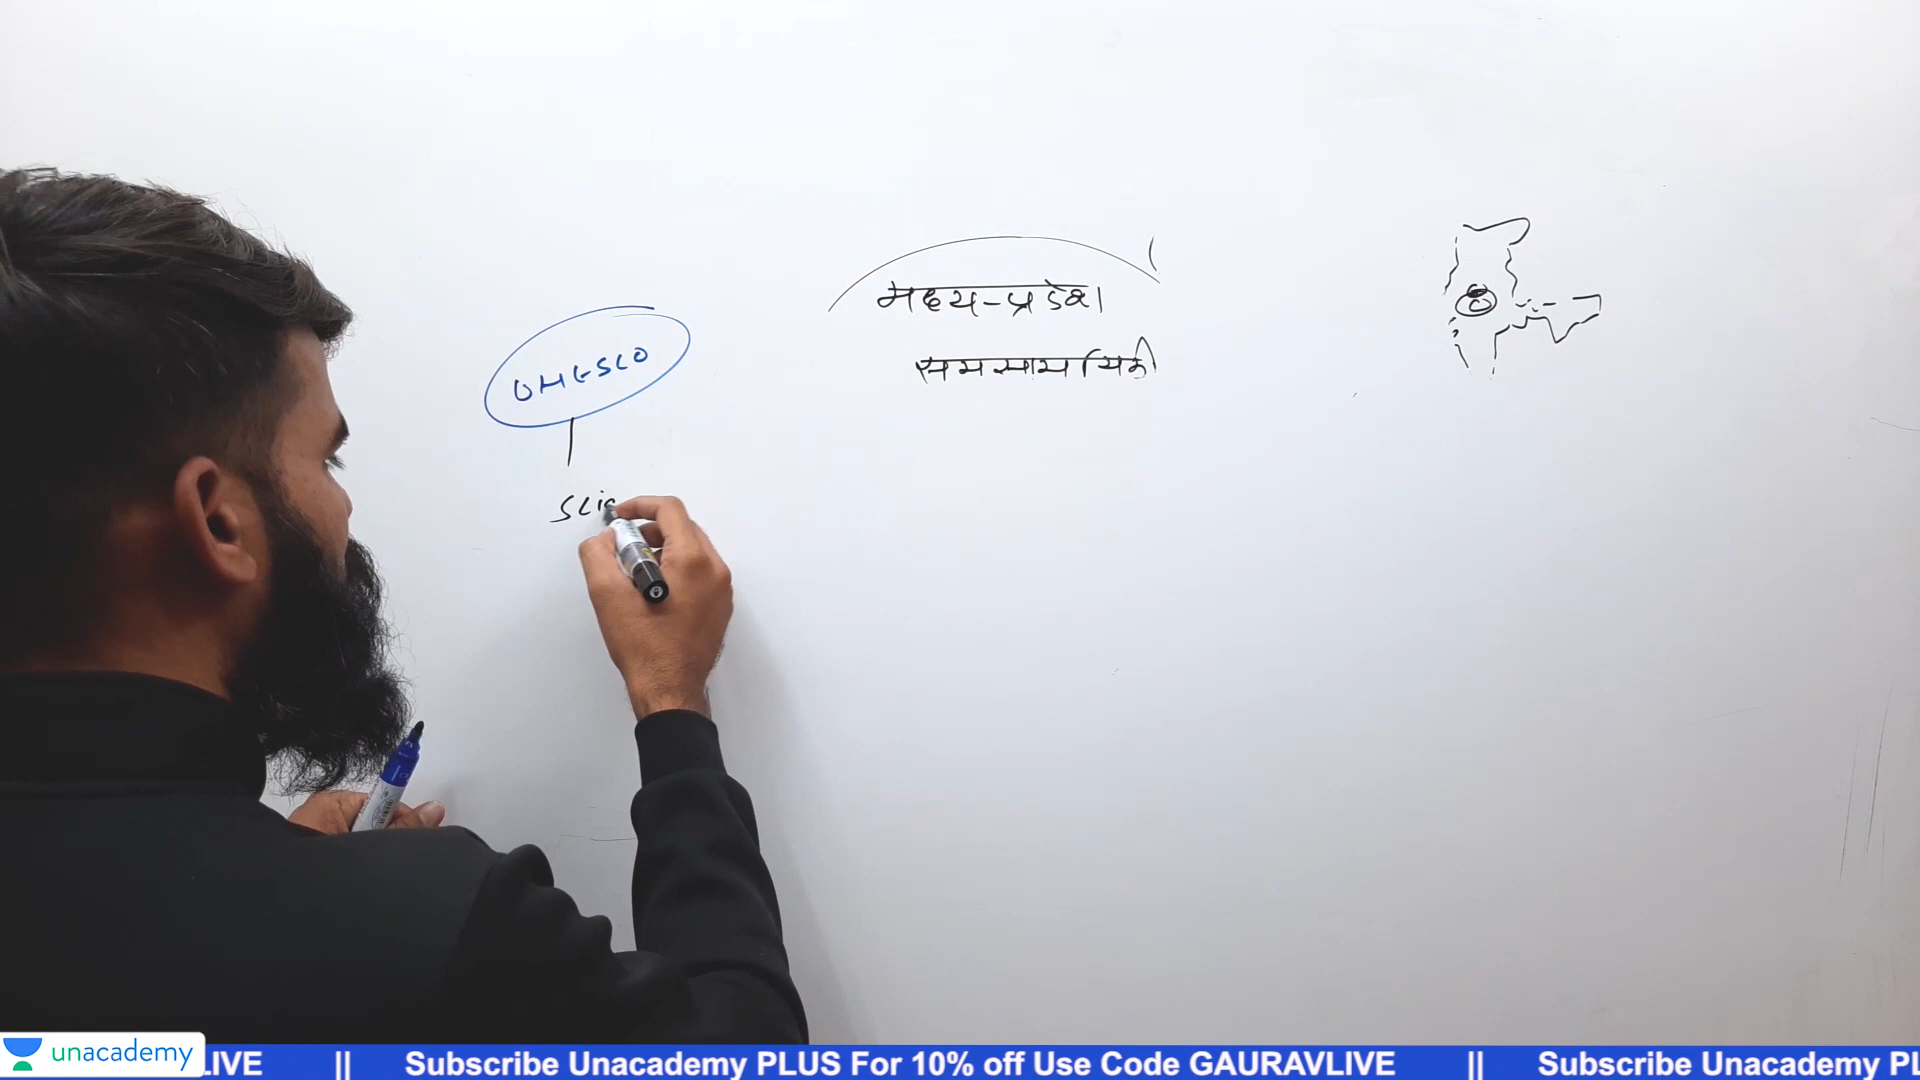 मध्य-प्रदेश
समसामयिकी
UNESCO
Scie
unacademy
LIVE || Subscribe Unacademy PLUS For 10% off Use Code GAURAVLIVE || Subscribe Unacademy PL